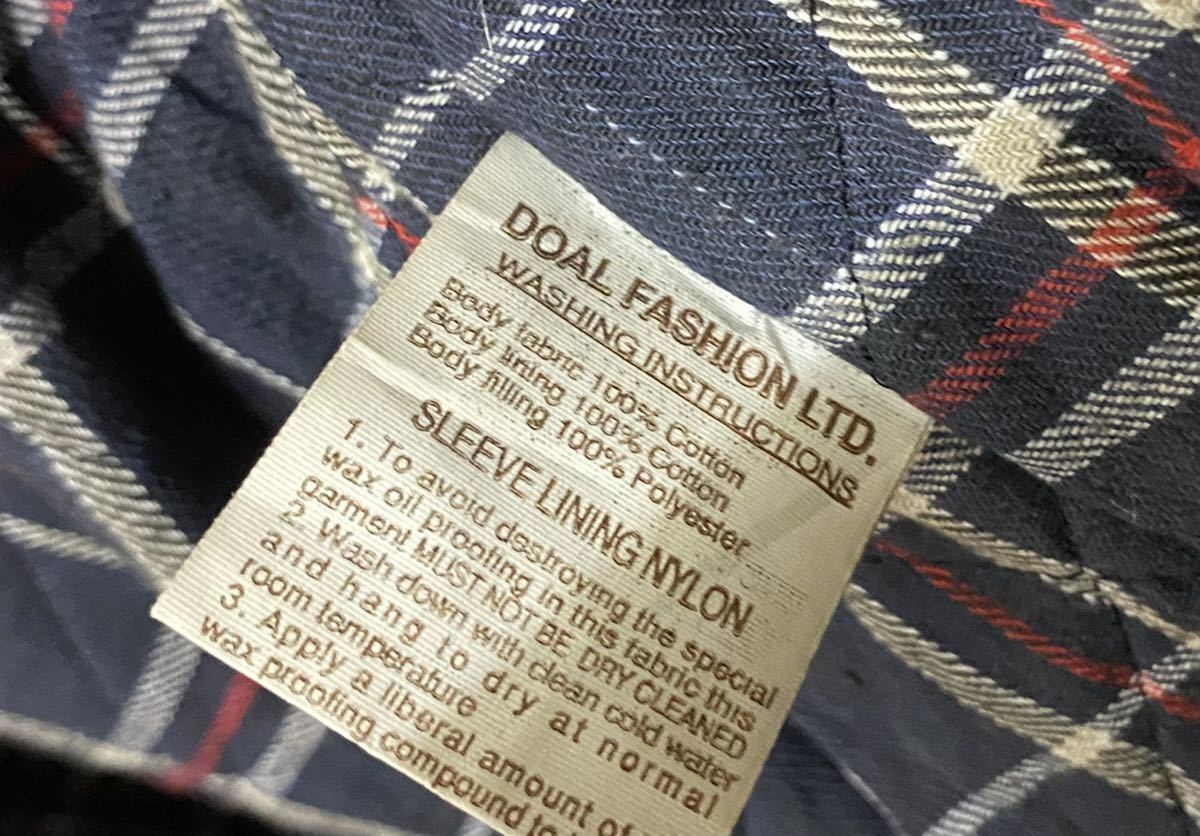 DOAL FASHION LTD.
WASHING INSTRUCTIONS
Body fabric 100% Cotton
Body lining 100% Cotton
Body filling 100% Polyester
SLEEVE LINING NYLON
1. To avoid destroying the special
wax oil proofing in this fabric this
garment MUST NOT BE DRY CLEANED
2. Wash down with clean cold water
and hang to dry at normal
room temperature
3. Apply a liberal amount of
wax proofing compound to